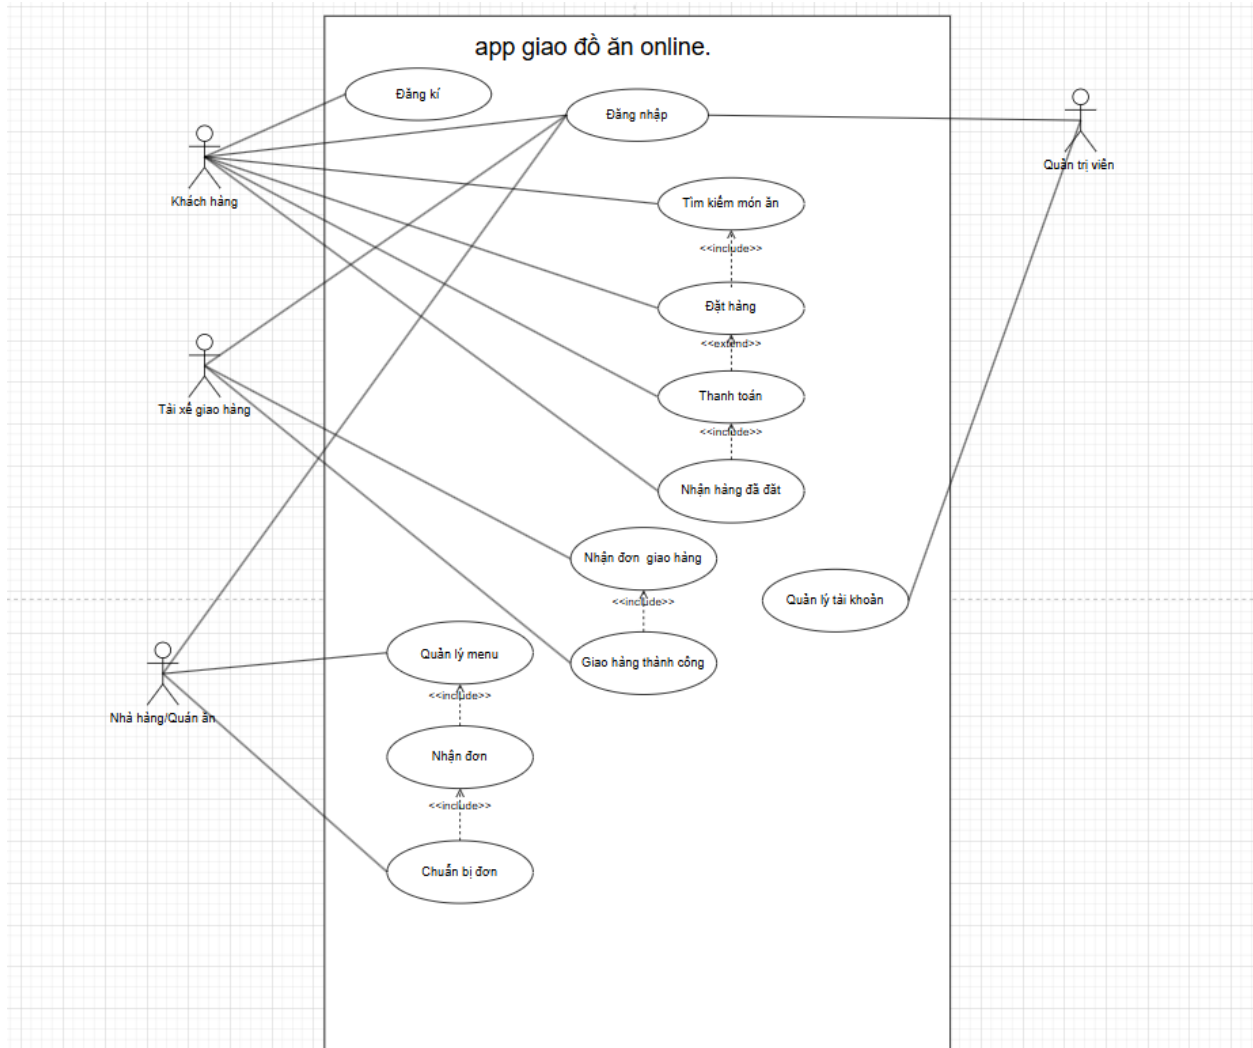 app giao đồ ăn online.
Đăng kí
Đăng nhập
Quản trị viên
Khách hàng
Tìm kiếm món ăn
<<include>>
Đặt hàng
<<extend>>
Tài xế giao hàng
Thanh toán
<<include>>
Nhận hàng đã đăt
Nhận đơn  giao hàng
<<include>>
Quản lý tài khoản
Quản lý menu
Giao hàng thành công
<<include>>
Nhà hàng/Quán ăn
Nhận đơn
<<include>>
Chuẩn bị đơn